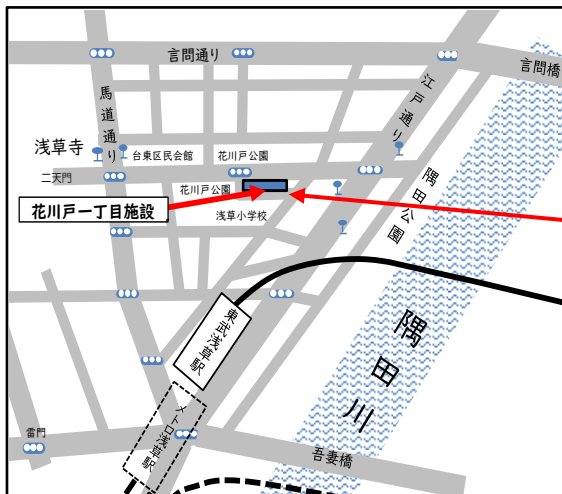 言問通り
言問橋
馬道通り
江戸通り
浅草寺
台東区民会館
花川戸公園
二天門
花川戸公園
隅田公園
花川戸一丁目施設
浅草小学校
東武浅草駅
隅田川
メトロ浅草駅
雷門
吾妻橋